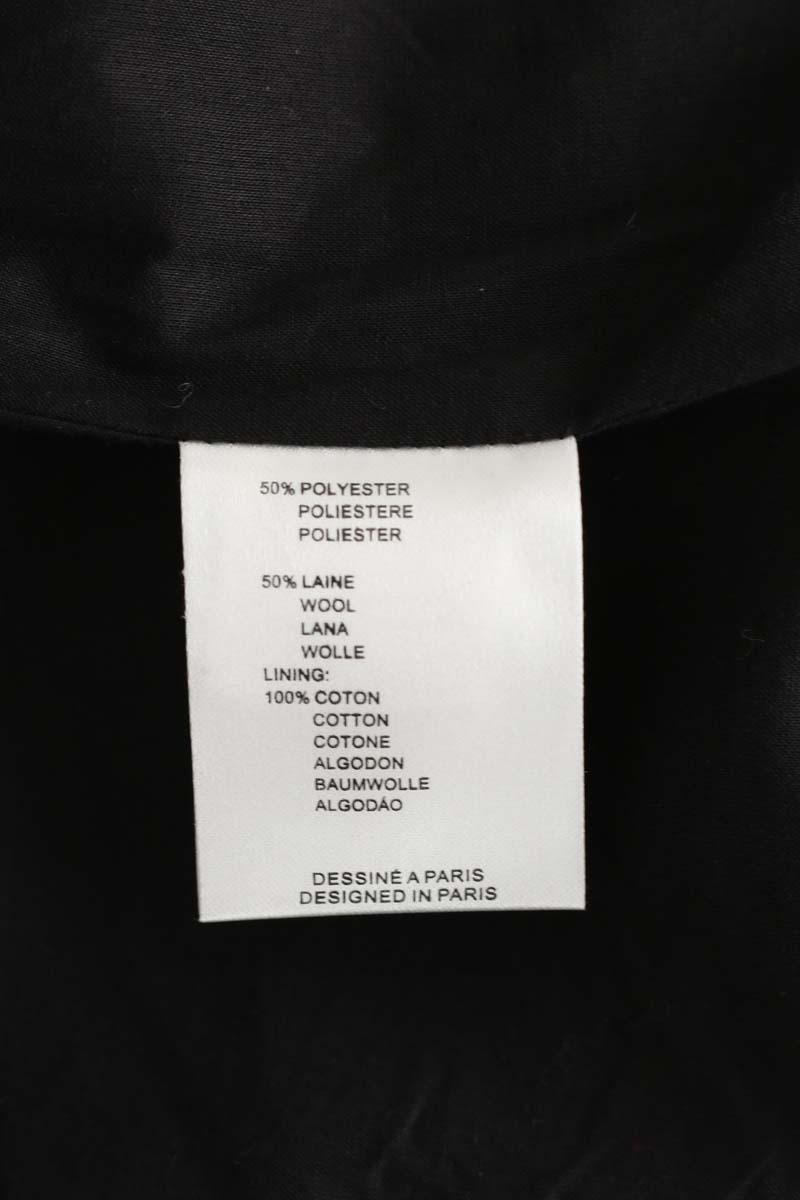 50% POLYESTER
POLIESTERE
POLIESTER
50% LAINE
WOOL
LANA
WOLLE
LINING:
100% COTON
COTTON
COTONE
ALGODON
BAUMWOLLE
ALGODÁO
DESSINÉ A PARIS
DESIGNED IN PARIS